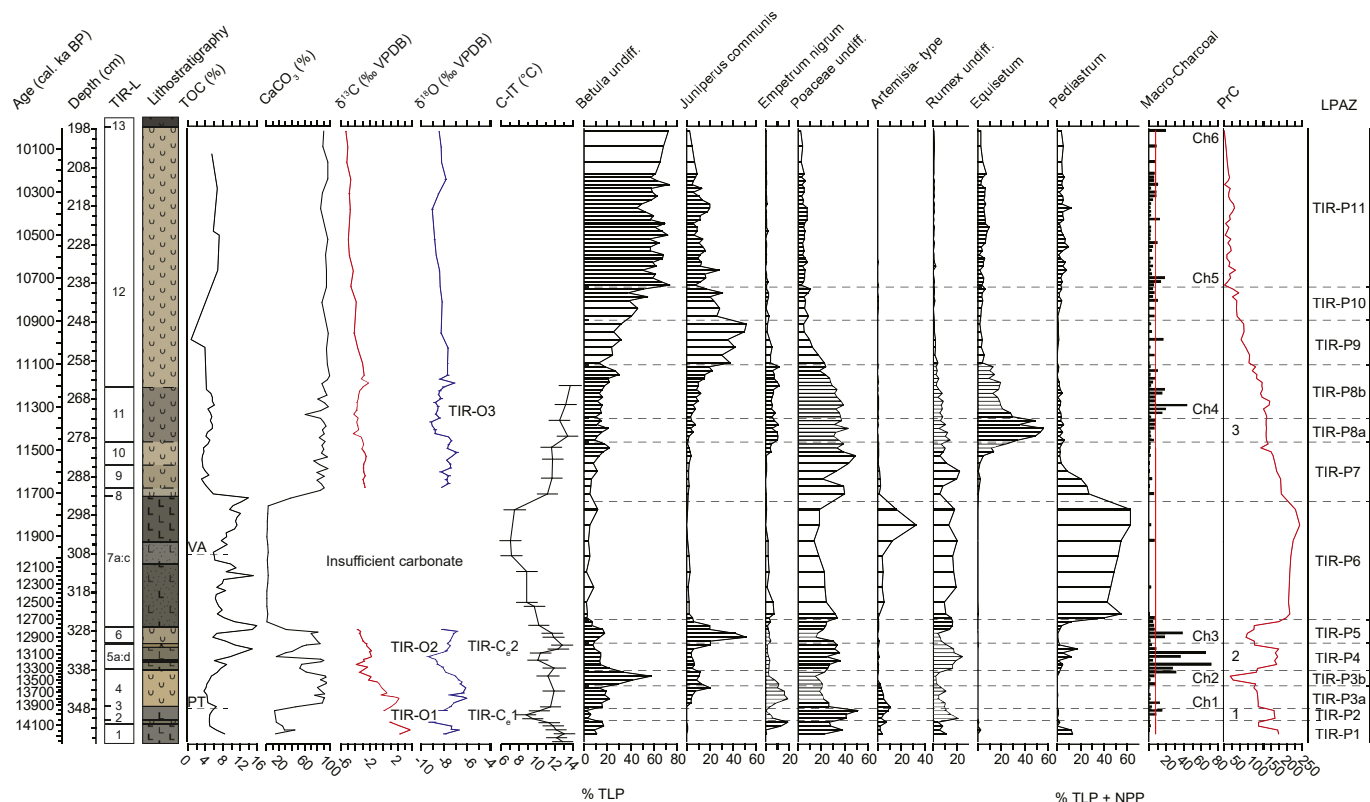 Age (cal. ka BP)
Depth (cm)
TIR-L
Lithostratigraphy
TOC (%)
CaCO3 (%)
δ13C (‰ VPDB)
δ18O (‰ VPDB)
C-IT (°C)
Betula undiff.
Juniperus communis
Empetrum nigrum
Poaceae undiff.
Artemisia- type
Rumex undiff.
Equisetum
Pediastrum
Macro-Charcoal
PrC
LPAZ
10100
10300
10500
10700
10900
11100
11300
11500
11700
11900
12100
12300
12500
12700
12900
13100
13300
13500
13700
13900
14100
198
208
218
228
238
248
258
268
278
288
298
308
318
328
338
348
13
12
11
10
9
8
7a:c
6
5a:d
4
3
2
1
VA
PT
Insufficient carbonate
TIR-O3
TIR-O2
TIR-O1
TIR-Ce2
TIR-Ce1
Ch6
Ch5
Ch4
Ch3
Ch2
Ch1
3
2
1
TIR-P11
TIR-P10
TIR-P9
TIR-P8b
TIR-P8a
TIR-P7
TIR-P6
TIR-P5
TIR-P4
TIR-P3b
TIR-P3a
TIR-P2
TIR-P1
0 4 8 12 16
20 60 100
-6 -2 2
-10 -6 -3
6 10 12 14
20 40 60 80
20 40 60
20
20 40 60
20 40
20
20 40 60
20 40 60
0 20 40 60 80
0 50 100 150 200 250
% TLP
% TLP + NPP